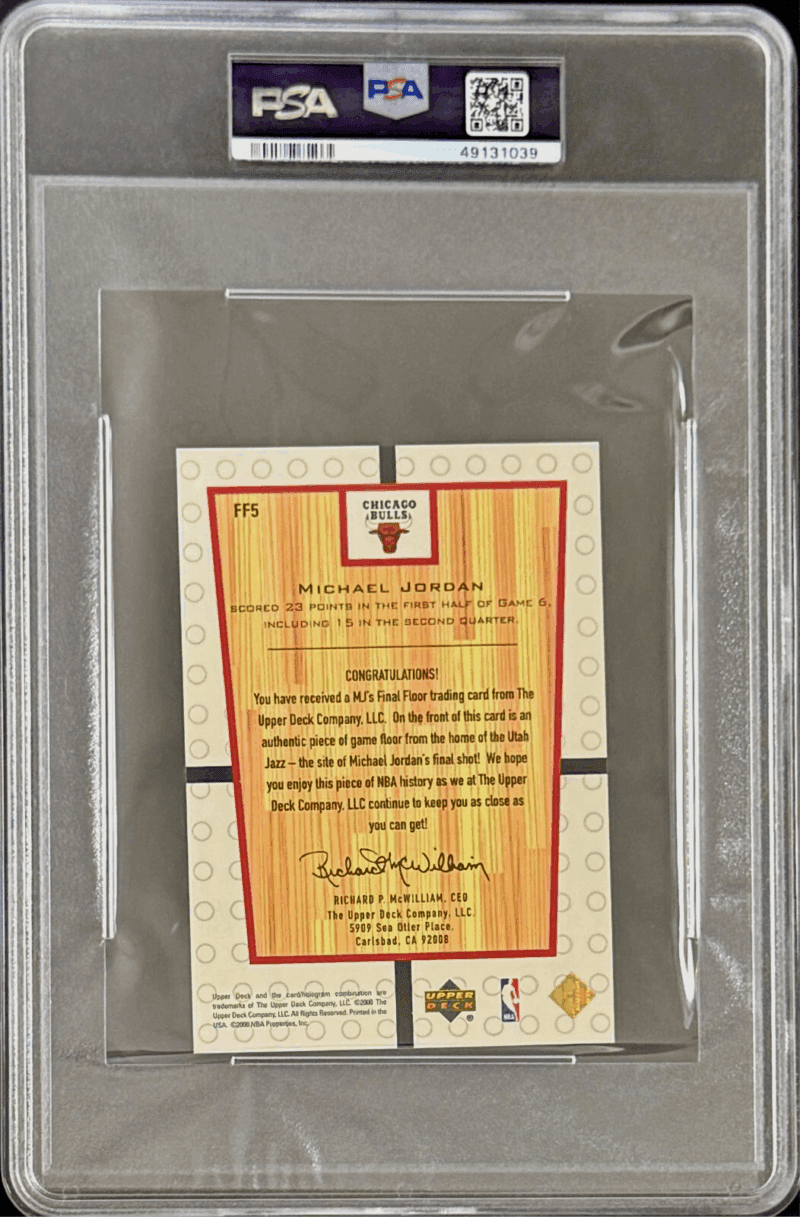 PSA
PSA
49131039
FF5
CHICAGO
BULLS
MICHAEL JORDAN
SCORED 23 POINTS IN THE FIRST HALF OF GAME 6,
INCLUDING 15 IN THE SECOND QUARTER.
CONGRATULATIONS!
You have received a MJ's Final Floor trading card from The
Upper Deck Company, LLC. On the front of this card is an
authentic piece of game floor from the home of the Utah
Jazz – the site of Michael Jordan's final shot! We hope
you enjoy this piece of NBA history as we at The Upper
Deck Company, LLC continue to keep you as close as
you can get!
Richard McWilliam
RICHARD P. McWILLIAM, CEO
The Upper Deck Company, LLC.
5909 Sea Otter Place.
Carlsbad, CA 92008
Upper Deck and the card/hologram combination are
trademarks of The Upper Deck Company, LLC. ©2000 The
Upper Deck Company, LLC. All Rights Reserved. Printed in the
USA. ©2000 NBA Properties, Inc.
UPPER
DECK
®
NBA